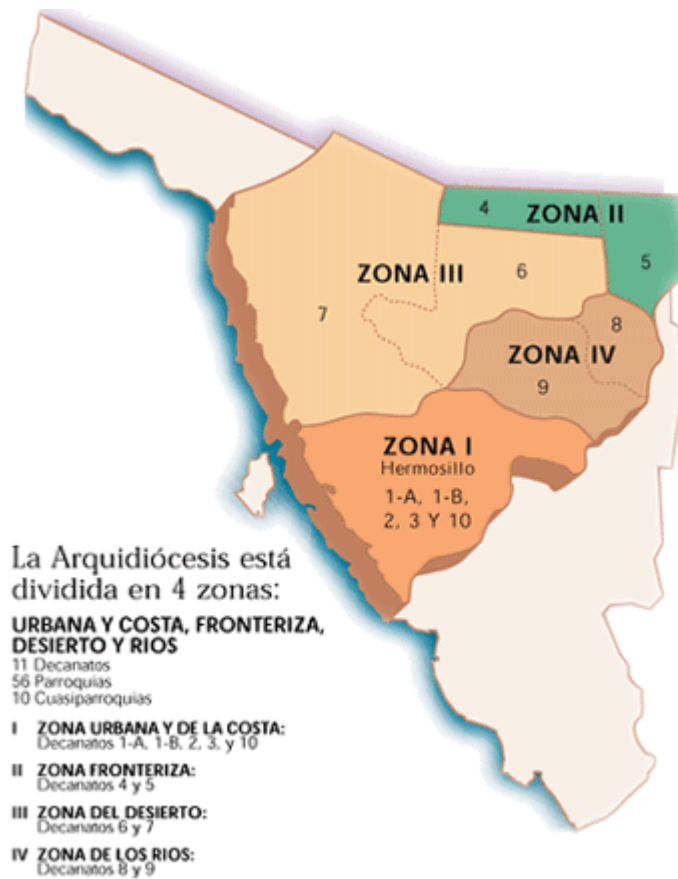 4 ZONA II
5
ZONA III 6
7
8
ZONA IV
9
ZONA I
Hermosillo
1-A, 1-B,
2, 3 Y 10
La Arquidiócesis está
dividida en 4 zonas:
URBANA Y COSTA, FRONTERIZA,
DESIERTO Y RIOS
11 Decanatos
56 Parroquias
10 Cuasiparroquias
I ZONA URBANA Y DE LA COSTA:
Decanatos 1-A, 1-B, 2, 3, y 10
II ZONA FRONTERIZA:
Decanatos 4 y 5
III ZONA DEL DESIERTO:
Decanatos 6 y 7
IV ZONA DE LOS RIOS:
Decanatos 8 y 9